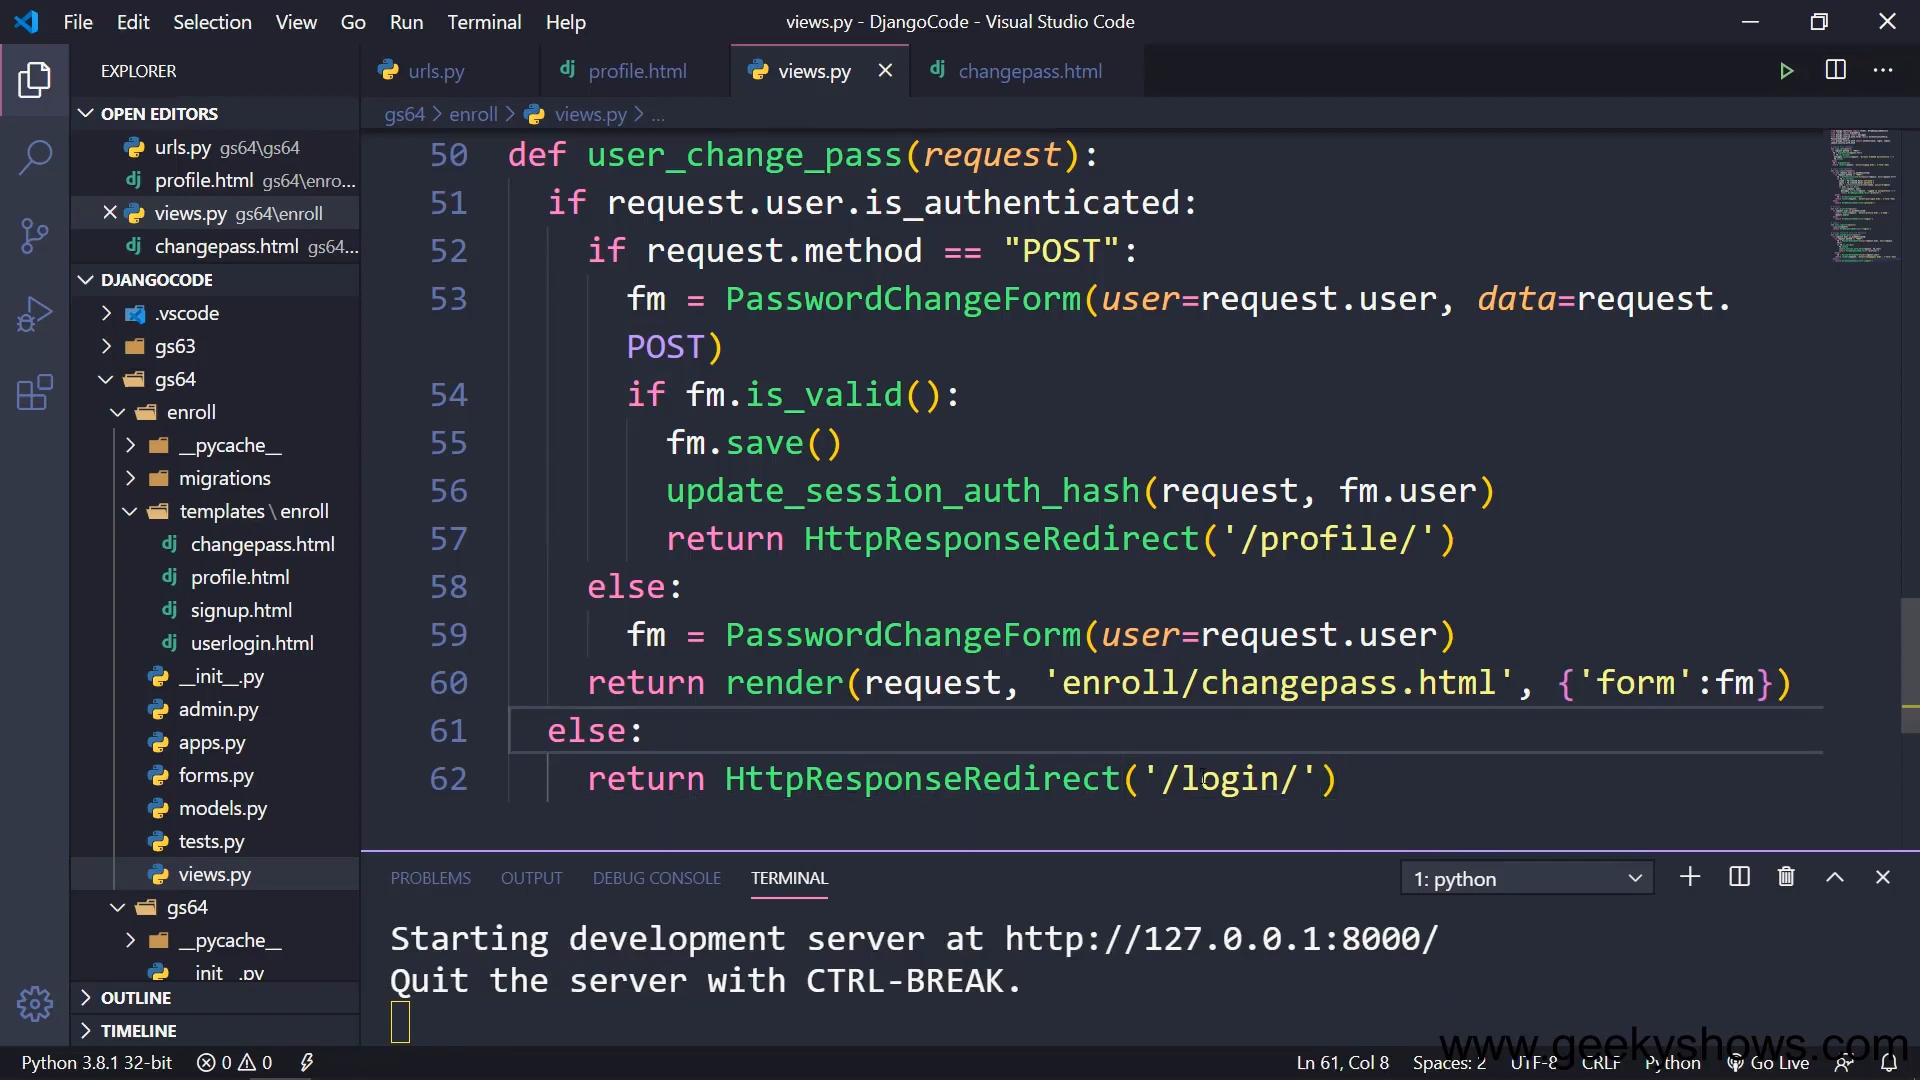 File Edit Selection View Go Run Terminal Help
views.py - DjangoCode - Visual Studio Code
EXPLORER
urls.py
profile.html
views.py
changepass.html
OPEN EDITORS
gs64 > enroll > views.py > ...
urls.py gs64\gs64
profile.html gs64\enro...
views.py gs64\enroll
changepass.html gs64...
DJANGOCODE
.vscode
gs63
gs64
enroll
__pycache__
migrations
templates\enroll
changepass.html
profile.html
signup.html
userlogin.html
__init__.py
admin.py
apps.py
forms.py
models.py
tests.py
views.py
gs64
__pycache__
__init__.py
OUTLINE
TIMELINE
50 def user_change_pass(request):
51 if request.user.is_authenticated:
52 if request.method == "POST":
53 fm = PasswordChangeForm(user=request.user, data=request.
POST)
54 if fm.is_valid():
55 fm.save()
56 update_session_auth_hash(request, fm.user)
57 return HttpResponseRedirect('/profile/')
58 else:
59 fm = PasswordChangeForm(user=request.user)
60 return render(request, 'enroll/changepass.html', {'form':fm})
61 else:
62 return HttpResponseRedirect('/login/')
PROBLEMS OUTPUT DEBUG CONSOLE TERMINAL
1: python
Starting development server at http://127.0.0.1:8000/
Quit the server with CTRL-BREAK.
www.geekyshows.com
Python 3.8.1 32-bit 0 0
Ln 61, Col 8 Spaces: 2 UTF-8 CRLF Python Go Live